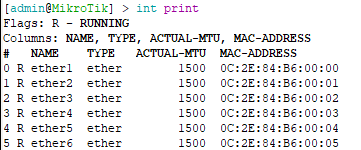 [admin@MikroTik] > int print
Flags: R - RUNNING
Columns: NAME, TYPE, ACTUAL-MTU, MAC-ADDRESS
#   NAME    TYPE   ACTUAL-MTU  MAC-ADDRESS
0 R ether1  ether        1500  0C:2E:84:B6:00:00
1 R ether2  ether        1500  0C:2E:84:B6:00:01
2 R ether3  ether        1500  0C:2E:84:B6:00:02
3 R ether4  ether        1500  0C:2E:84:B6:00:03
4 R ether5  ether        1500  0C:2E:84:B6:00:04
5 R ether6  ether        1500  0C:2E:84:B6:00:05